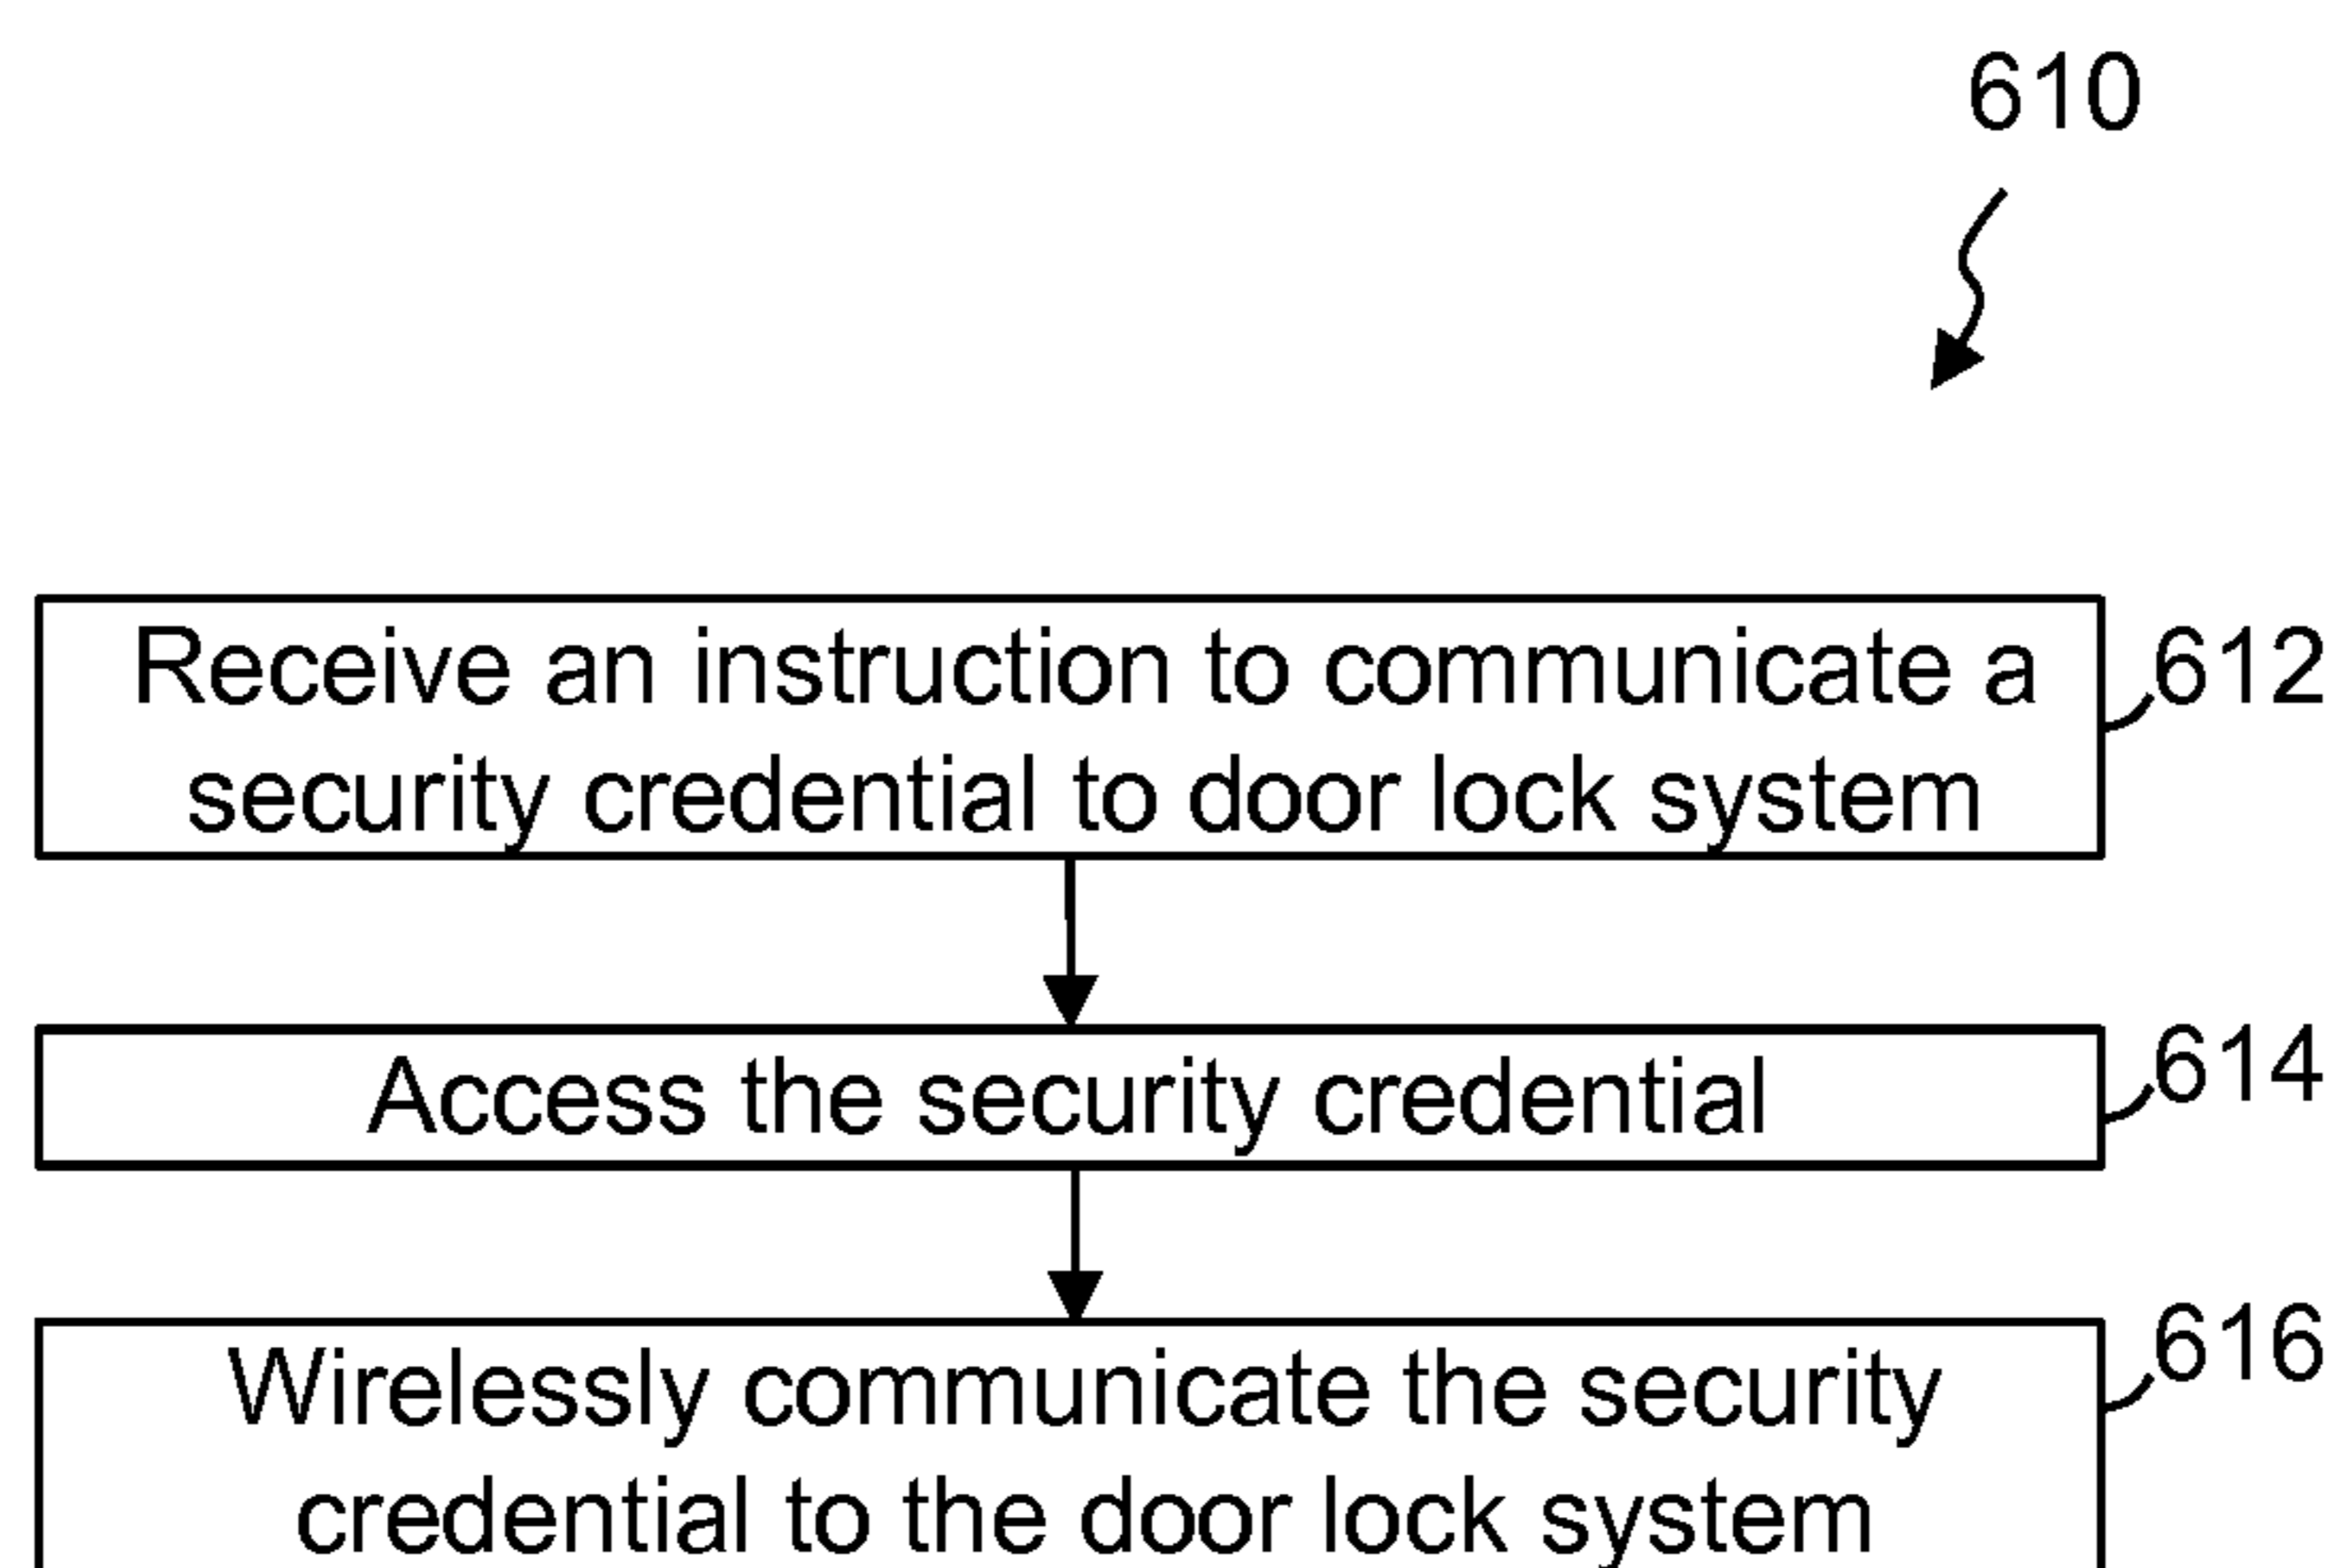 610
Receive an instruction to communicate a
security credential to door lock system
612
Access the security credential
614
Wirelessly communicate the security
credential to the door lock system
616